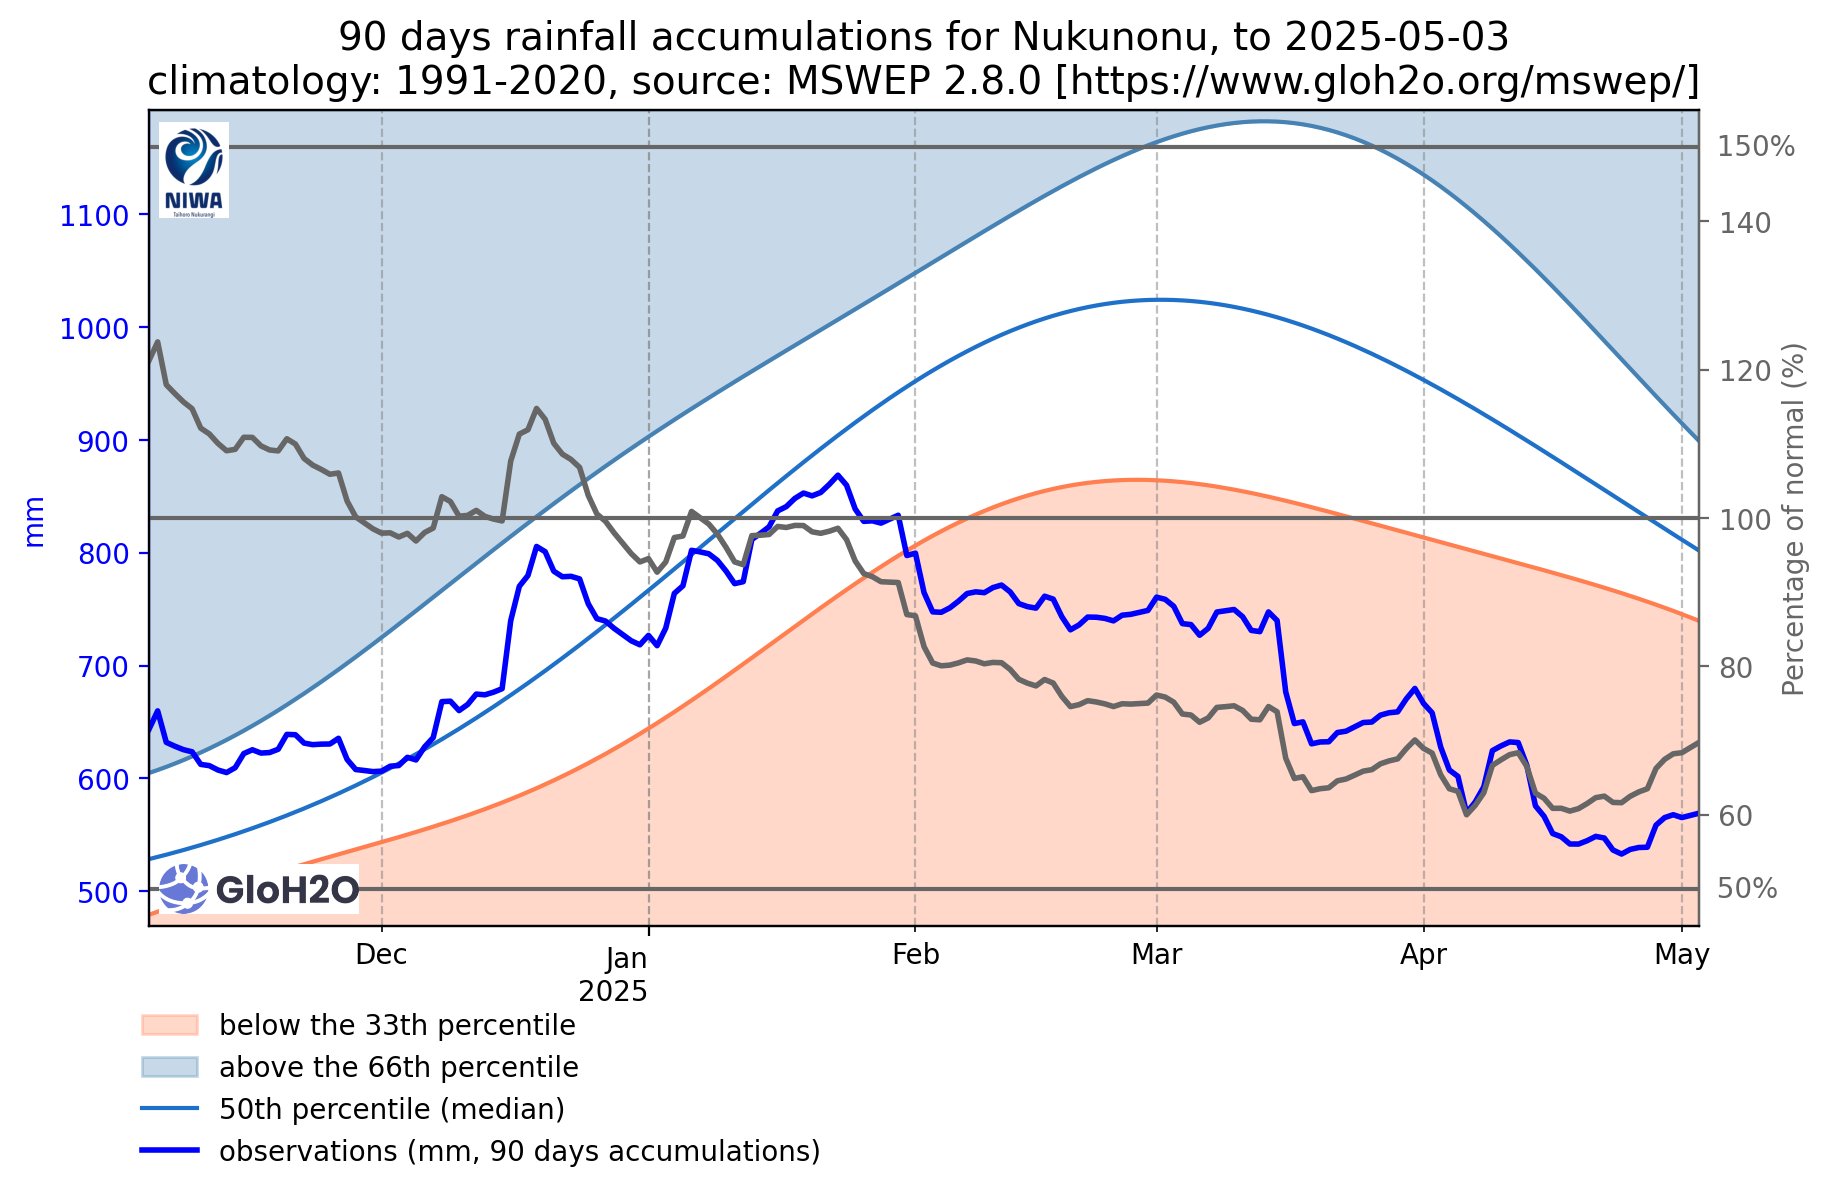 90 days rainfall accumulations for Nukunonu, to 2025-05-03
climatology: 1991-2020, source: MSWEP 2.8.0 [https://www.gloh2o.org/mswep/]
NIWA
Taihoro Nukurangi
mm
1100
1000
900
800
700
600
500
150%
140
120
100
80
60
50%
Percentage of normal (%)
GloH2O
Dec
Jan
2025
Feb
Mar
Apr
May
below the 33th percentile
above the 66th percentile
50th percentile (median)
observations (mm, 90 days accumulations)